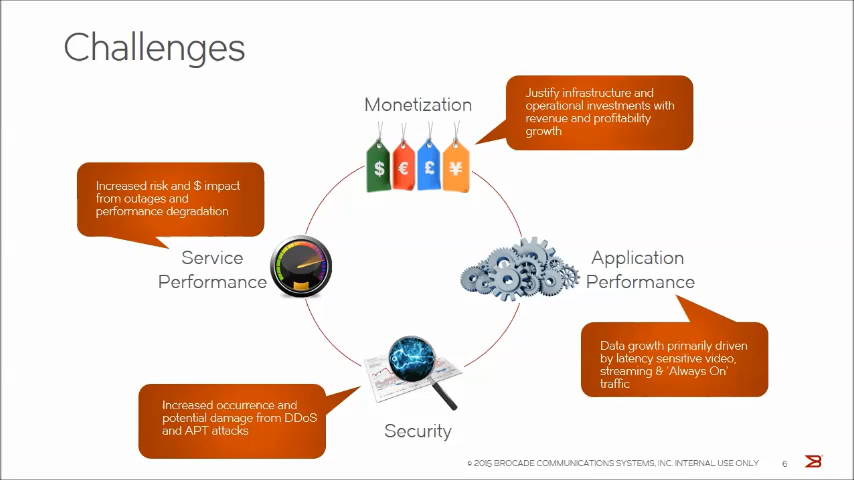 Challenges
Monetization
Justify infrastructure and
operational investments with
revenue and profitability
growth
$ € £ ¥
Increased risk and $ impact
from outages and
performance degradation
Service
Performance
Application
Performance
Data growth primarily driven
by latency sensitive video,
streaming & 'Always On'
traffic
Increased occurrence and
potential damage from DDoS
and APT attacks
Security
© 2015 BROCADE COMMUNICATIONS SYSTEMS, INC. INTERNAL USE ONLY
6